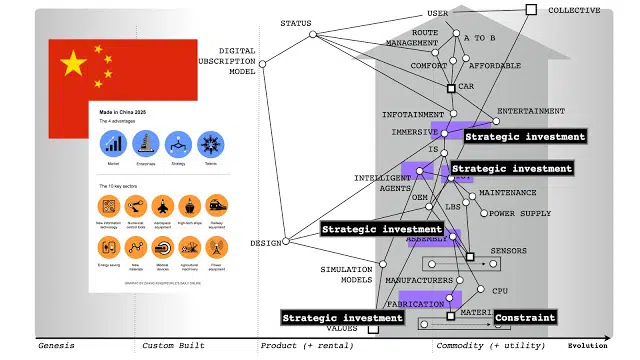 COLLECTIVE
USER
STATUS
ROUTE
MANAGEMENT
A TO B
DIGITAL
UBSCRIPTION
MODEL
COMFORT
AFFORDABLE
CAR
Made in China 2025
The 4 advantages
INFOTAINMENT
ENTERTAINMENT
IMMERSIVE
Strategic investment
IS
Market
Enterprises
Strategy
Talents
Strategic investment
INTELLIGENT
AGENTS
The 10 key sectors
MAINTENANCE
OEM
LBS
POWER SUPPLY
New information
technology
Numerical
control tools
Aerospace
equipment
High-tech ships
Railway
equipment
Strategic investment
ASSEMBLY
DESIGN
SENSORS
Energy saving
New
materials
Medical
devices
Agricultural
machinery
Power
equipment
SIMULATION
MODELS
MANUFACTURERS
CPU
FABRICATION
Strategic investment
MATERI
Constraint
VALUES
Genesis
Custom Built
Product (+ rental)
Commodity (+ utility)
Evolution